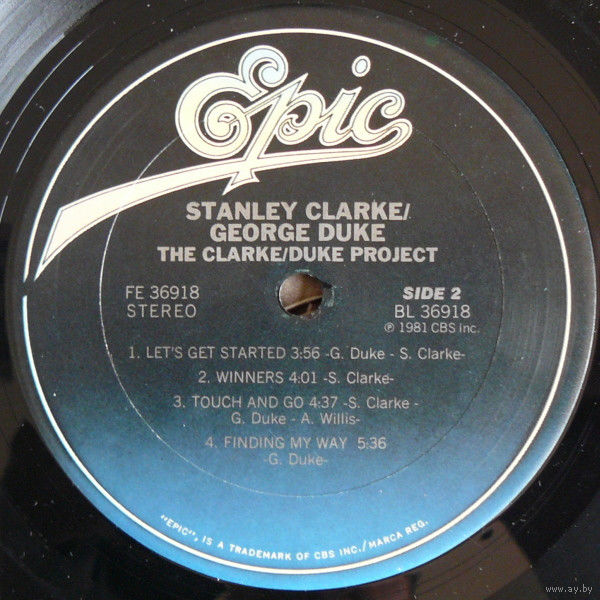 Epic
STANLEY CLARKE/
GEORGE DUKE
THE CLARKE/DUKE PROJECT
FE 36918
STEREO
SIDE 2
BL 36918
℗ 1981 CBS Inc.
1. LET'S GET STARTED 3:56 -G. Duke - S. Clarke-
2. WINNERS 4:01 -S. Clarke-
3. TOUCH AND GO 4:37 -S. Clarke -
G. Duke - A. Willis-
4. FINDING MY WAY 5:36
-G. Duke-
"EPIC", IS A TRADEMARK OF CBS INC./MARCA REG.
© www.ay.by